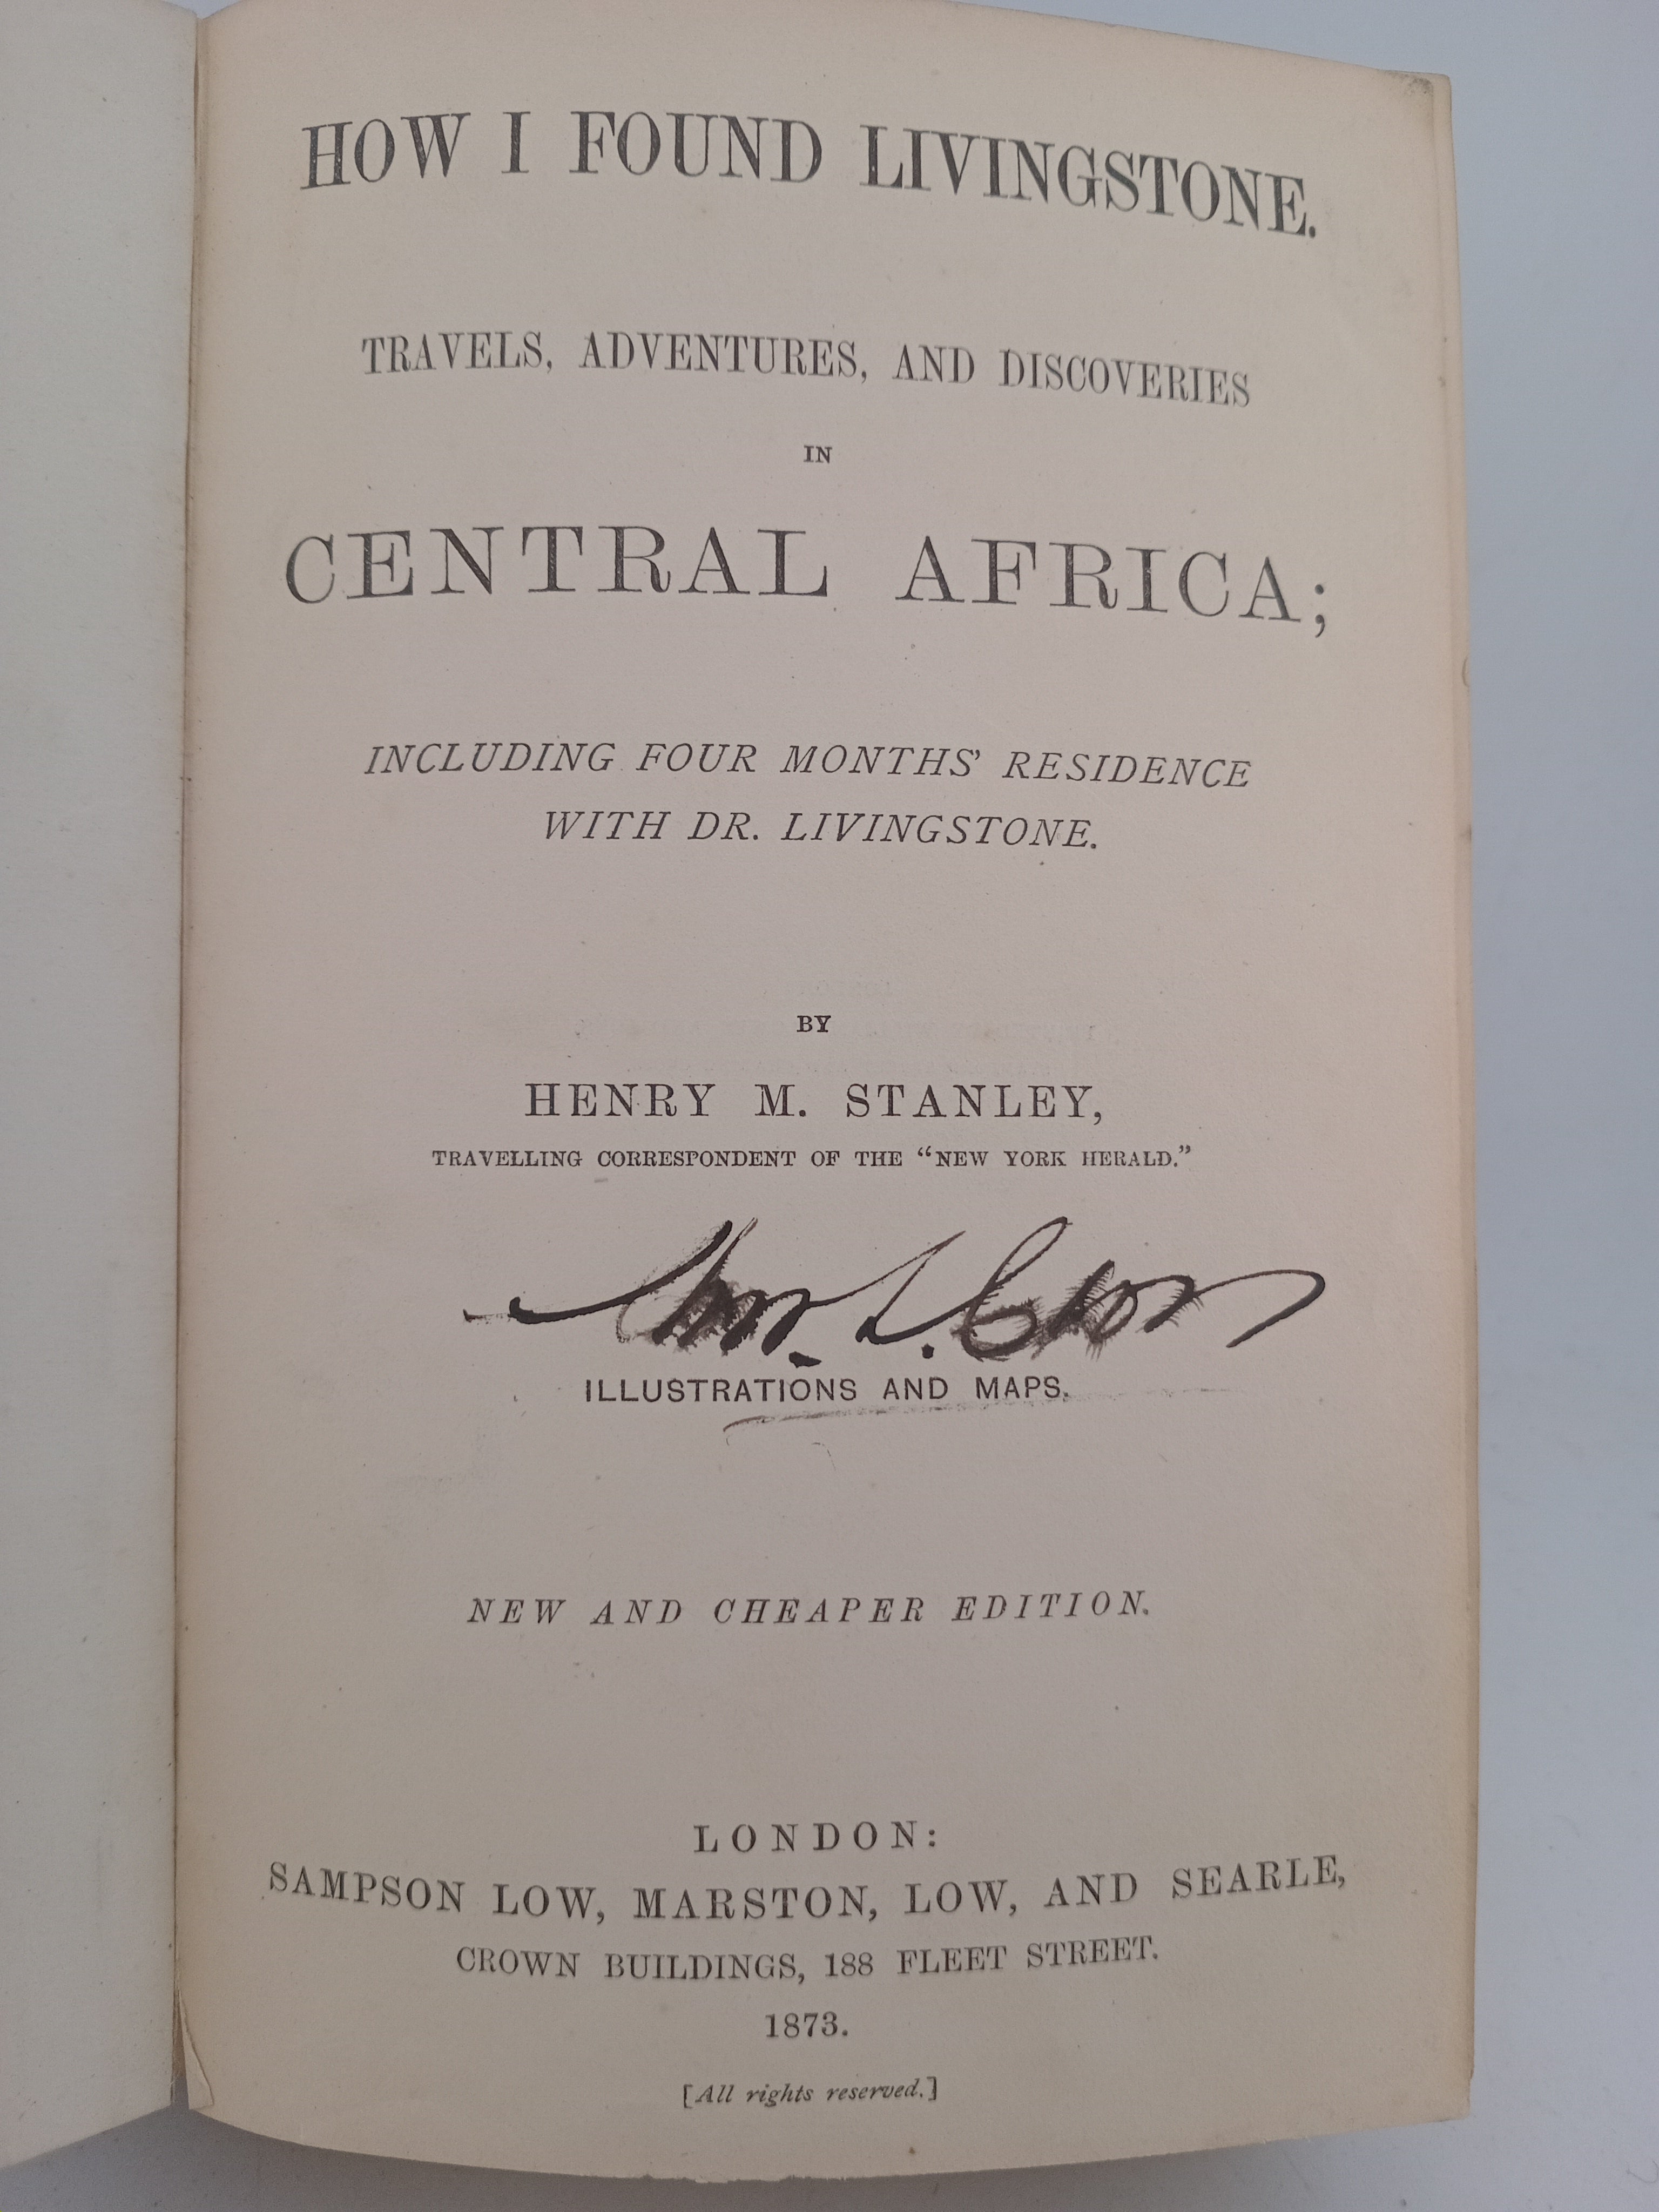 HOW I FOUND LIVINGSTONE.
TRAVELS, ADVENTURES, AND DISCOVERIES
IN
CENTRAL AFRICA;
INCLUDING FOUR MONTHS' RESIDENCE
WITH DR. LIVINGSTONE.
BY
HENRY M. STANLEY,
TRAVELLING CORRESPONDENT OF THE “NEW YORK HERALD.”
ILLUSTRATIONS AND MAPS.
NEW AND CHEAPER EDITION.
LONDON:
SAMPSON LOW, MARSTON, LOW, AND SEARLE,
CROWN BUILDINGS, 188 FLEET STREET.
1873.
[All rights reserved.]